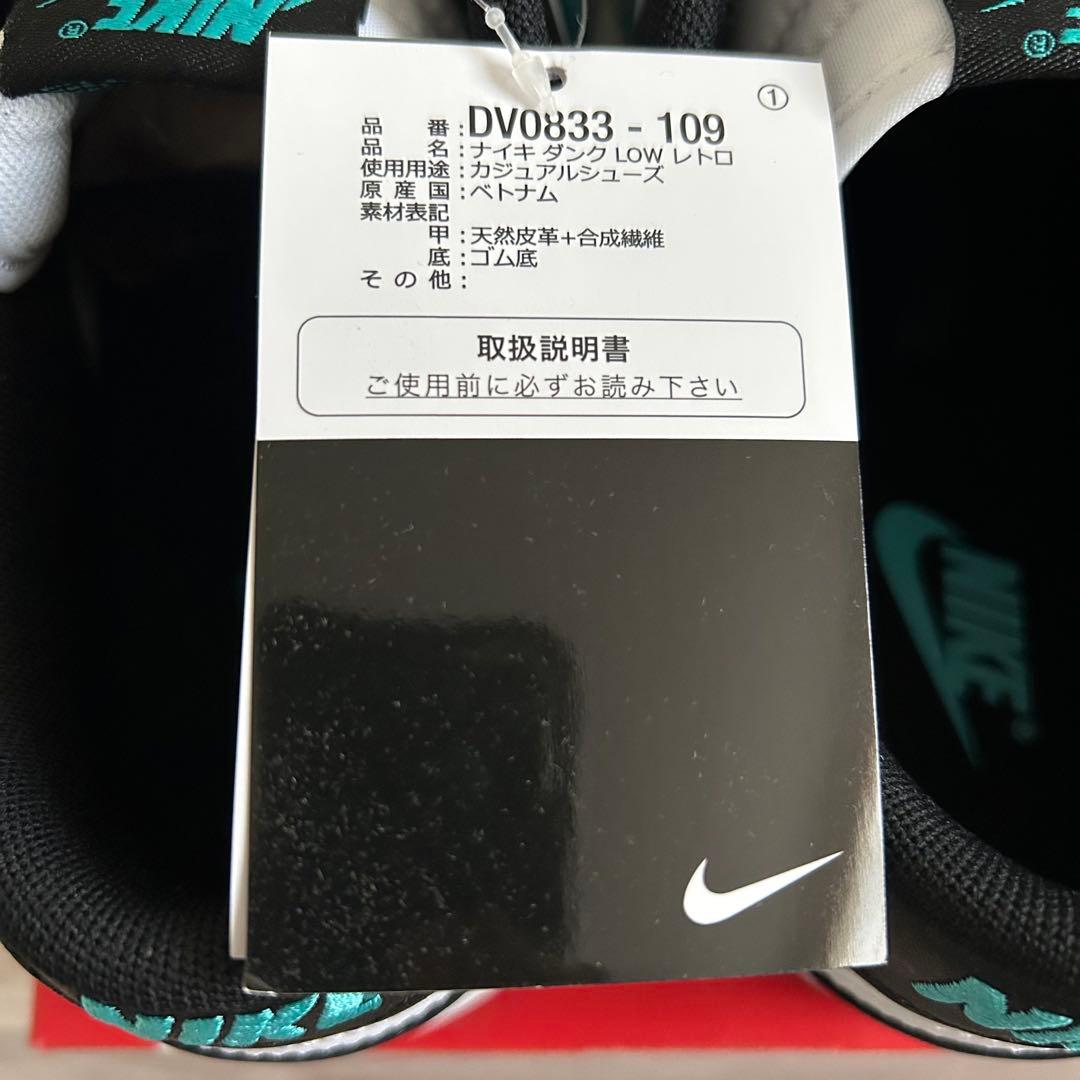 NIKE®
®
①
品番:DV0833-109
品名:ナイキ ダンク LOW レトロ
使用用途:カジュアルシューズ
原産国:ベトナム
素材表記
甲:天然皮革+合成繊維
底:ゴム底
その他:
取扱説明書
ご使用前に必ずお読み下さい
NIKE
NIKE